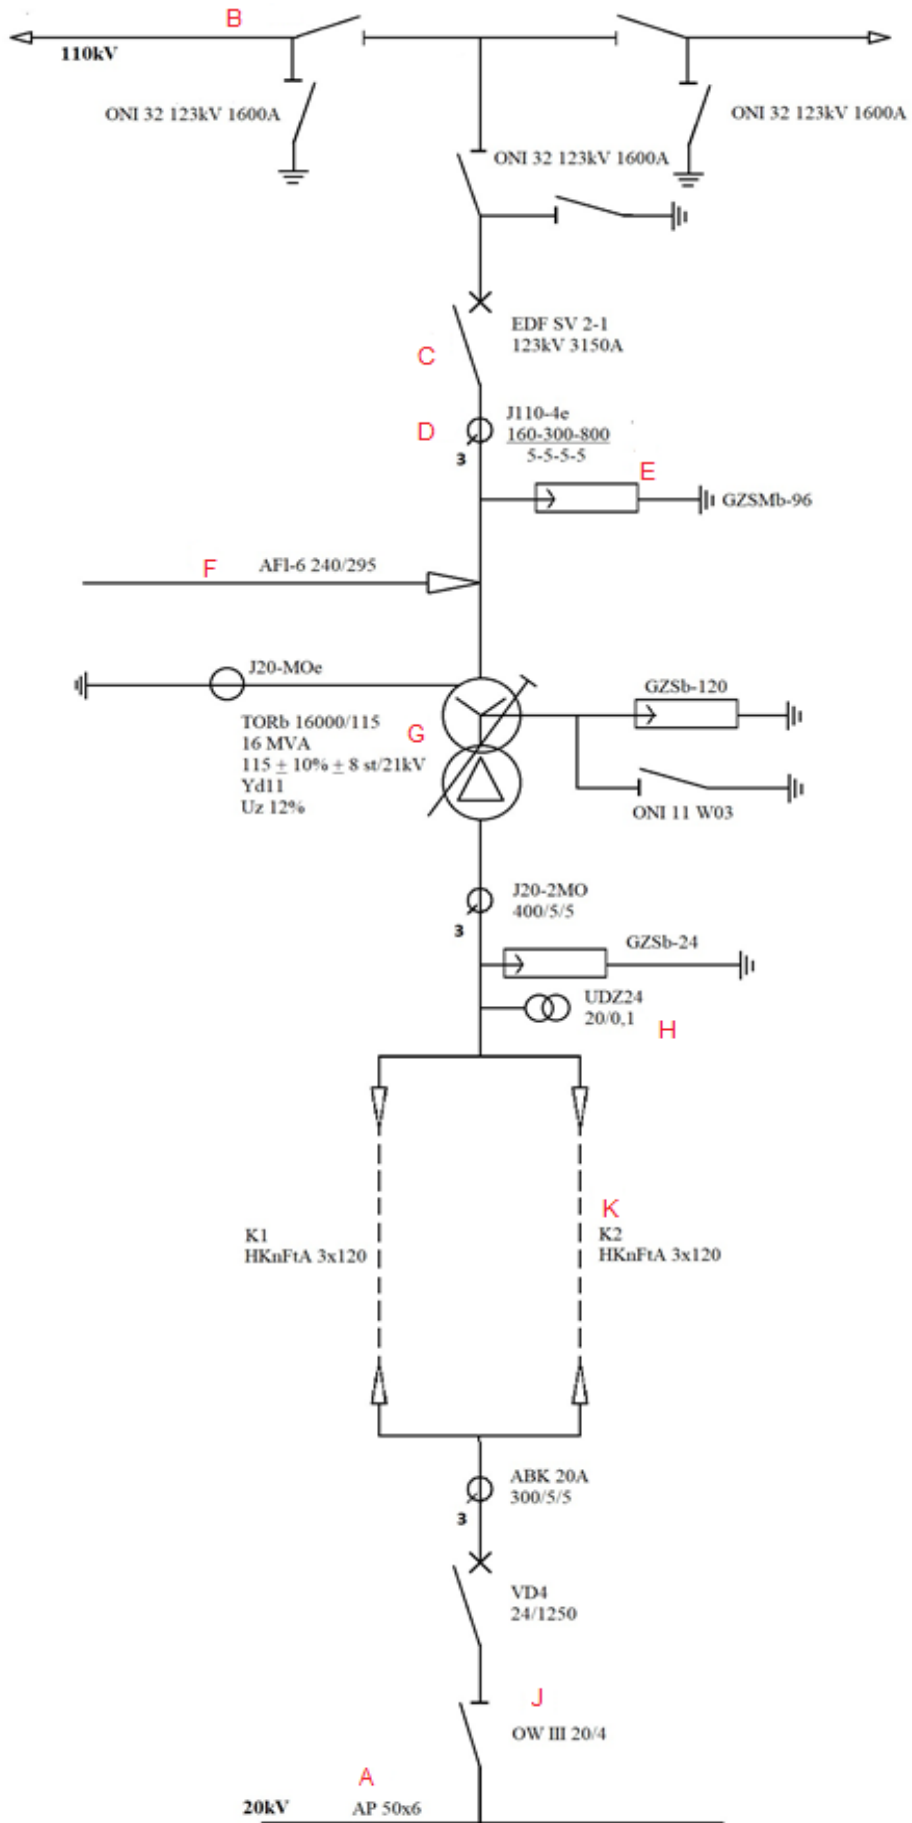 B
110kV
ONI 32 123kV 1600A
ONI 32 123kV 1600A
ONI 32 123kV 1600A
EDF SV 2-1
123kV 3150A
C
J110-4e
D
160-300-800
3
5-5-5-5
E
GZSMb-96
F
AFl-6 240/295
J20-MOe
GZSb-120
TORb 16000/115
G
16 MVA
115 ± 10% ± 8 st/21kV
Yd11
Uz 12%
ONI 11 W03
J20-2MO
400/5/5
3
GZSb-24
UDZ24
20/0,1
H
K
K1
HKnFtA 3x120
K2
HKnFtA 3x120
ABK 20A
300/5/5
3
VD4
24/1250
J
OW III 20/4
A
20kV
AP 50x6